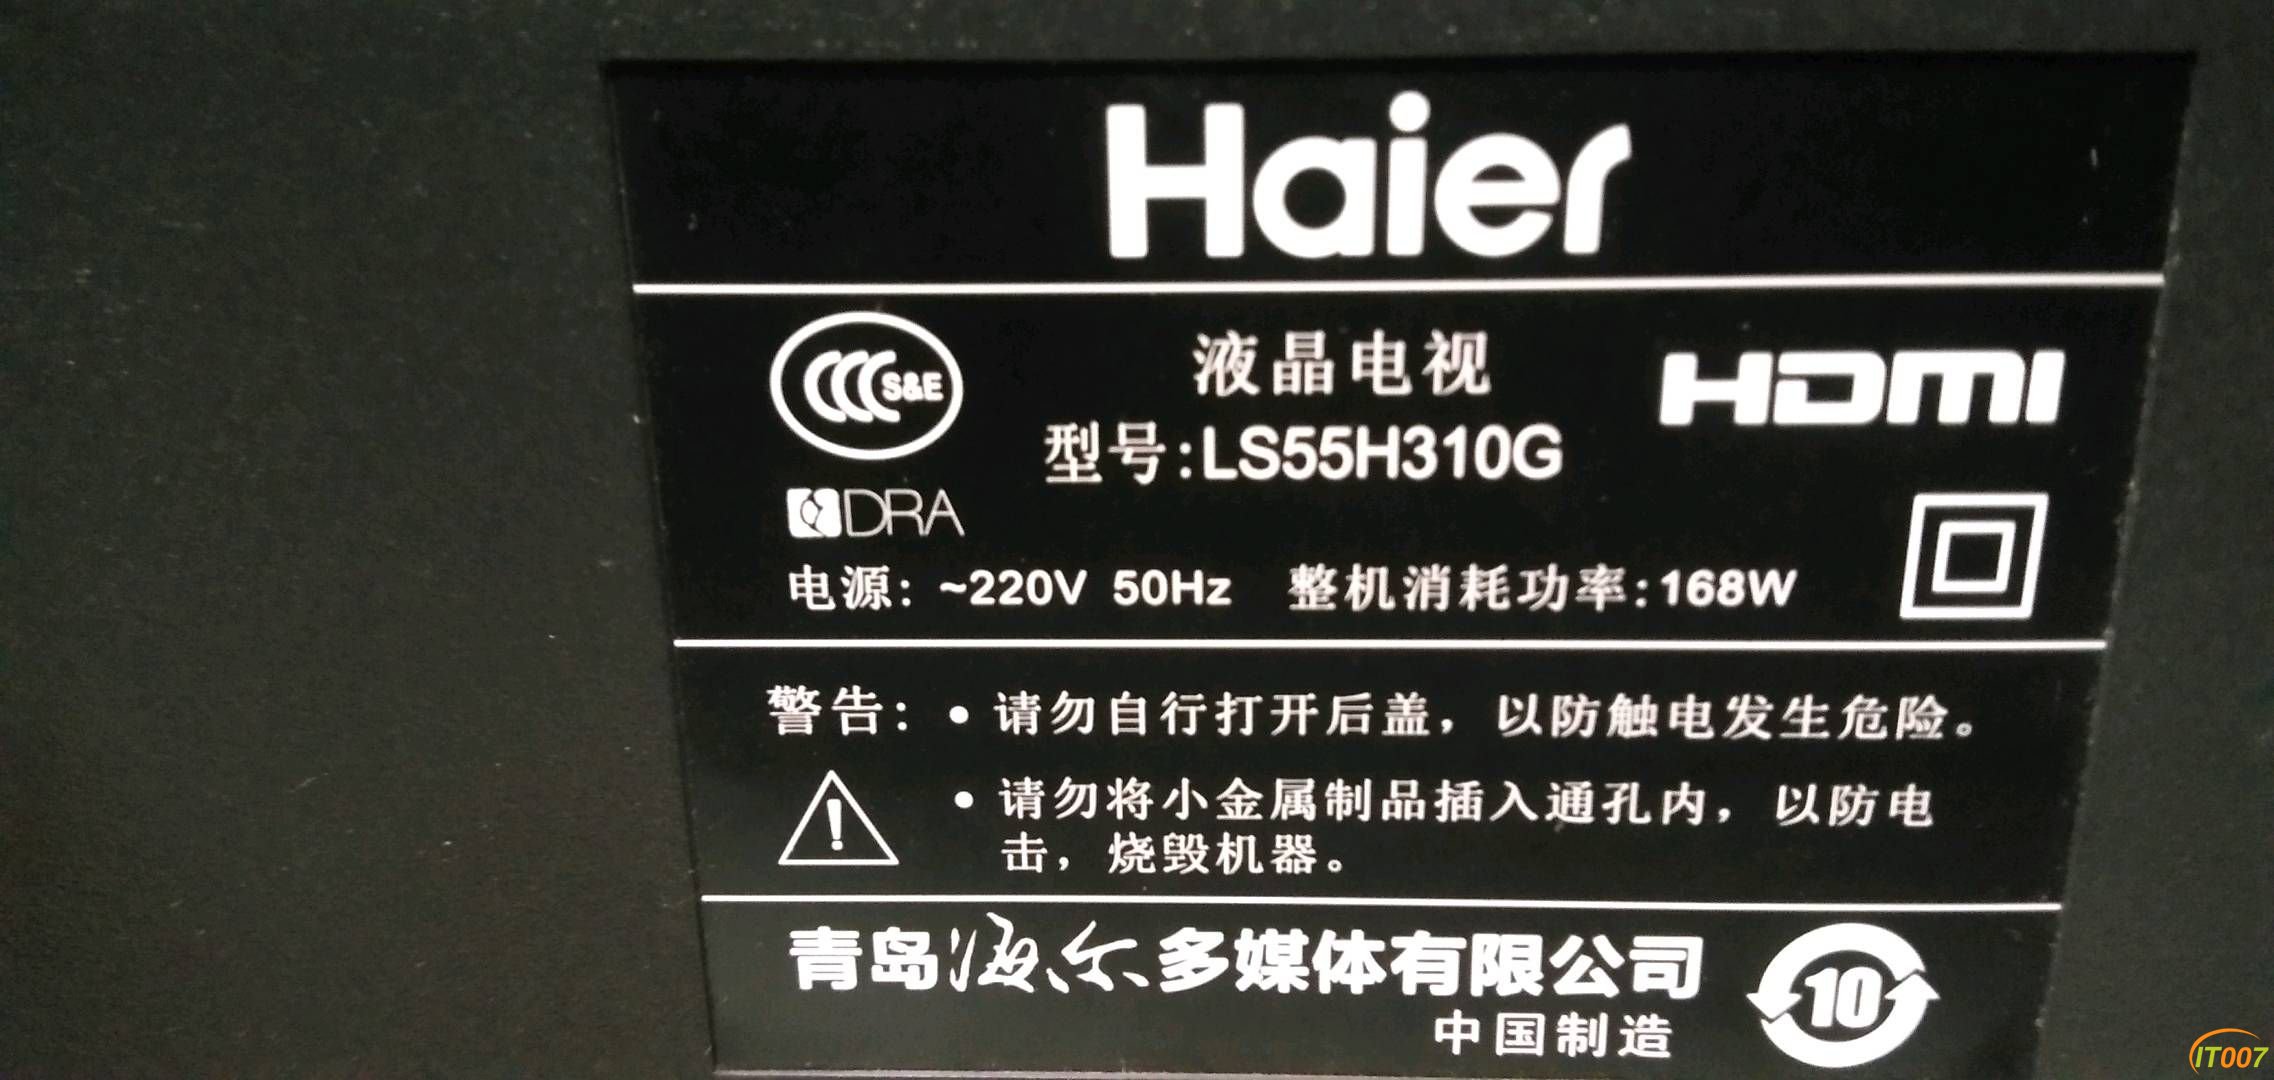 Haier
CCC S&E
液晶电视
HDMI
型号:LS55H310G
DRA
电源: ~220V 50Hz 整机消耗功率:168W
警告: • 请勿自行打开后盖，以防触电发生危险。
• 请勿将小金属制品插入通孔内，以防电
击，烧毁机器。
青岛海尔多媒体有限公司
10
中国制造
IT007